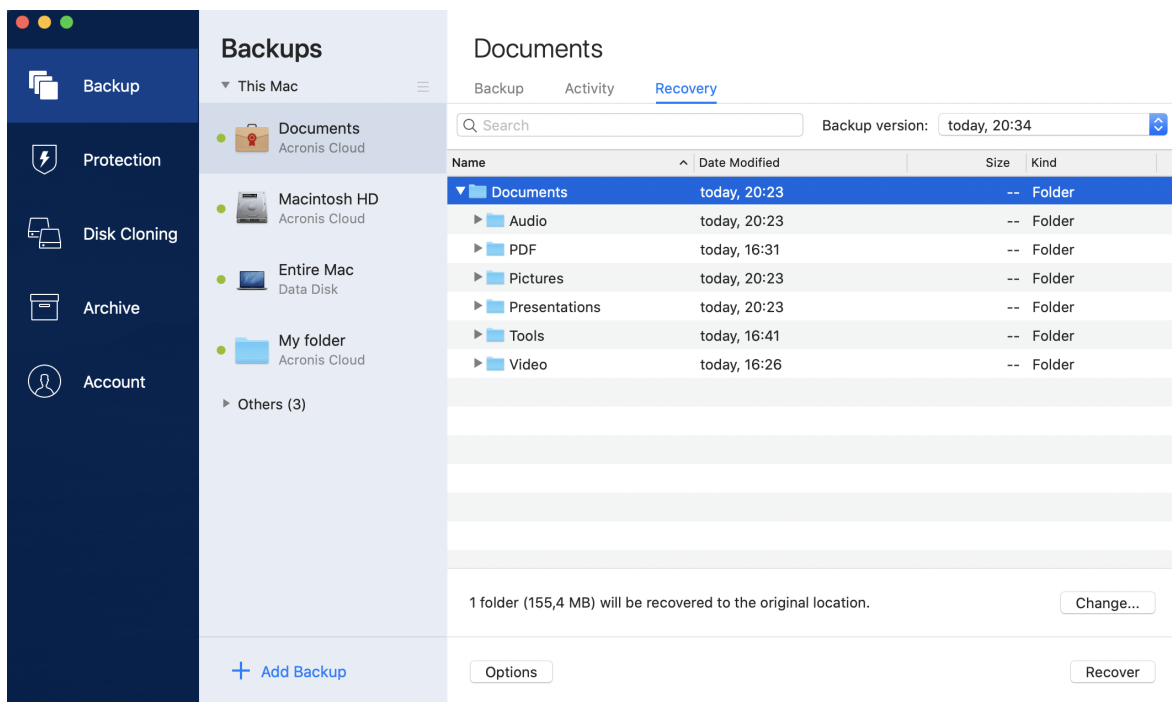 Backup
Protection
Disk Cloning
Archive
Account
Backups
This Mac
Documents
Acronis Cloud
Macintosh HD
Acronis Cloud
Entire Mac
Data Disk
My folder
Acronis Cloud
Others (3)
Add Backup
Documents
Backup Activity Recovery
Search Backup version: today, 20:34
Name Date Modified Size Kind
Documents today, 20:23 -- Folder
Audio today, 20:23 -- Folder
PDF today, 16:31 -- Folder
Pictures today, 20:23 -- Folder
Presentations today, 20:23 -- Folder
Tools today, 16:41 -- Folder
Video today, 16:26 -- Folder
1 folder (155,4 MB) will be recovered to the original location. Change...
Options Recover